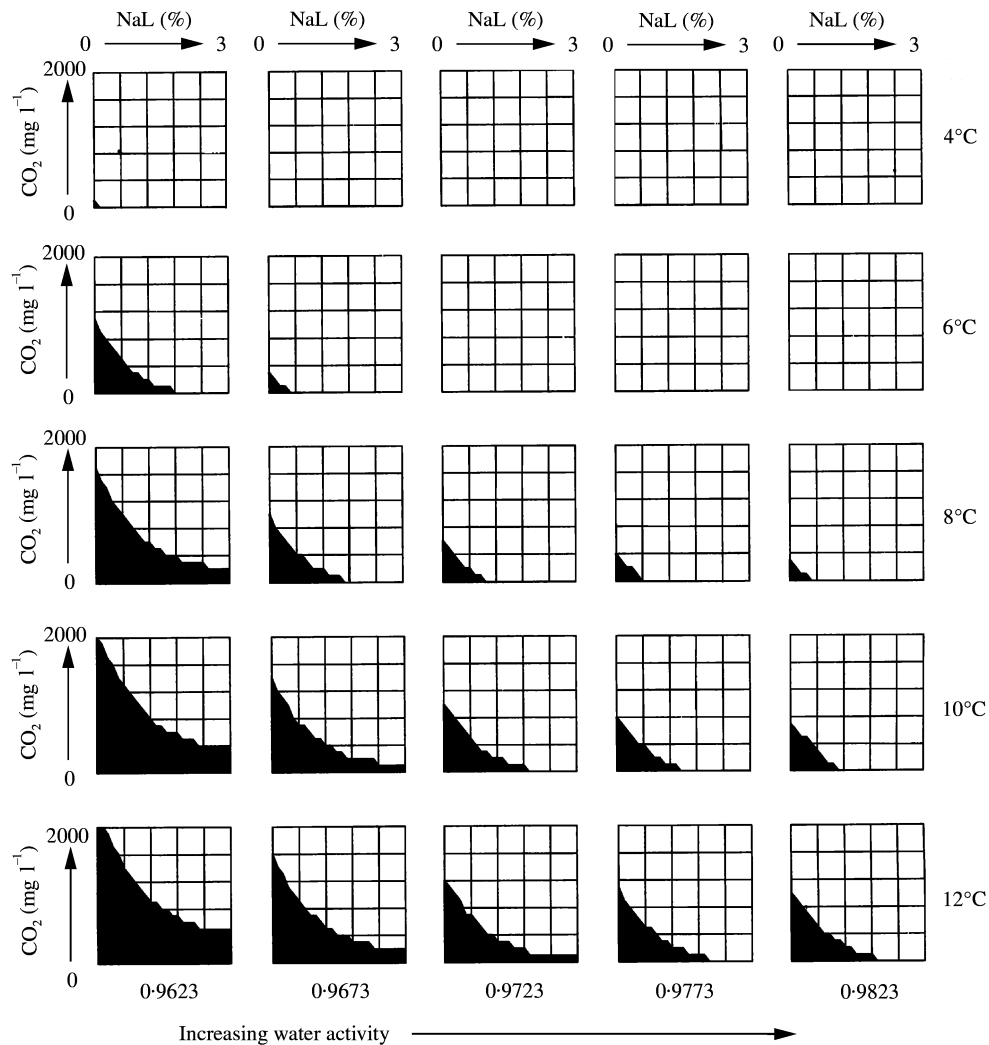 NaL (%) NaL (%) NaL (%) NaL (%) NaL (%)
0 3 0 3 0 3 0 3 0 3
2000
CO₂ (mg l⁻¹)
0
4°C
2000
CO₂ (mg l⁻¹)
0
6°C
2000
CO₂ (mg l⁻¹)
0
8°C
2000
CO₂ (mg l⁻¹)
0
10°C
2000
CO₂ (mg l⁻¹)
0
12°C
0·9623 0·9673 0·9723 0·9773 0·9823
Increasing water activity